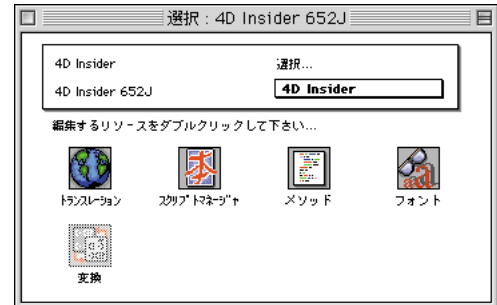 選択 : 4D Insider 652J
4D Insider 選択...
4D Insider 652J 4D Insider
編集するリソースをダブルクリックして下さい...
ﾄﾗﾝｽﾚｰｼｮﾝ ｽｸﾘﾌﾟﾄﾏﾈｰｼﾞｬ メソッド フォント
変換